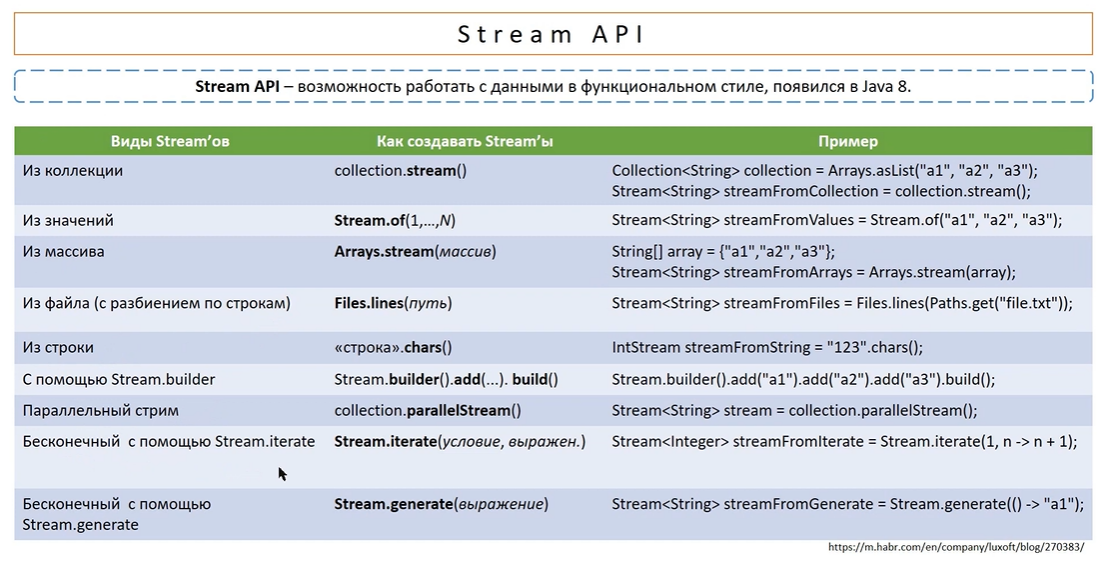 Stream API
Stream API – возможность работать с данными в функциональном стиле, появился в Java 8.
Виды Stream’ов Как создавать Stream’ы Пример
Из коллекции collection.stream() Collection<String> collection = Arrays.asList("a1", "a2", "a3");
Stream<String> streamFromCollection = collection.stream();
Из значений Stream.of(1,...,N) Stream<String> streamFromValues = Stream.of("a1", "a2", "a3");
Из массива Arrays.stream(массив) String[] array = {"a1","a2","a3"};
Stream<String> streamFromArrays = Arrays.stream(array);
Из файла (с разбиением по строкам) Files.lines(путь) Stream<String> streamFromFiles = Files.lines(Paths.get("file.txt"));
Из строки «строка».chars() IntStream streamFromString = "123".chars();
С помощью Stream.builder Stream.builder().add(...). build() Stream.builder().add("a1").add("a2").add("a3").build();
Параллельный стрим collection.parallelStream() Stream<String> stream = collection.parallelStream();
Бесконечный с помощью Stream.iterate Stream.iterate(условие, выражен.) Stream<Integer> streamFromIterate = Stream.iterate(1, n -> n + 1);
Бесконечный с помощью Stream.generate(выражение) Stream<String> streamFromGenerate = Stream.generate(() -> "a1");
Stream.generate
https://m.habr.com/en/company/luxoft/blog/270383/